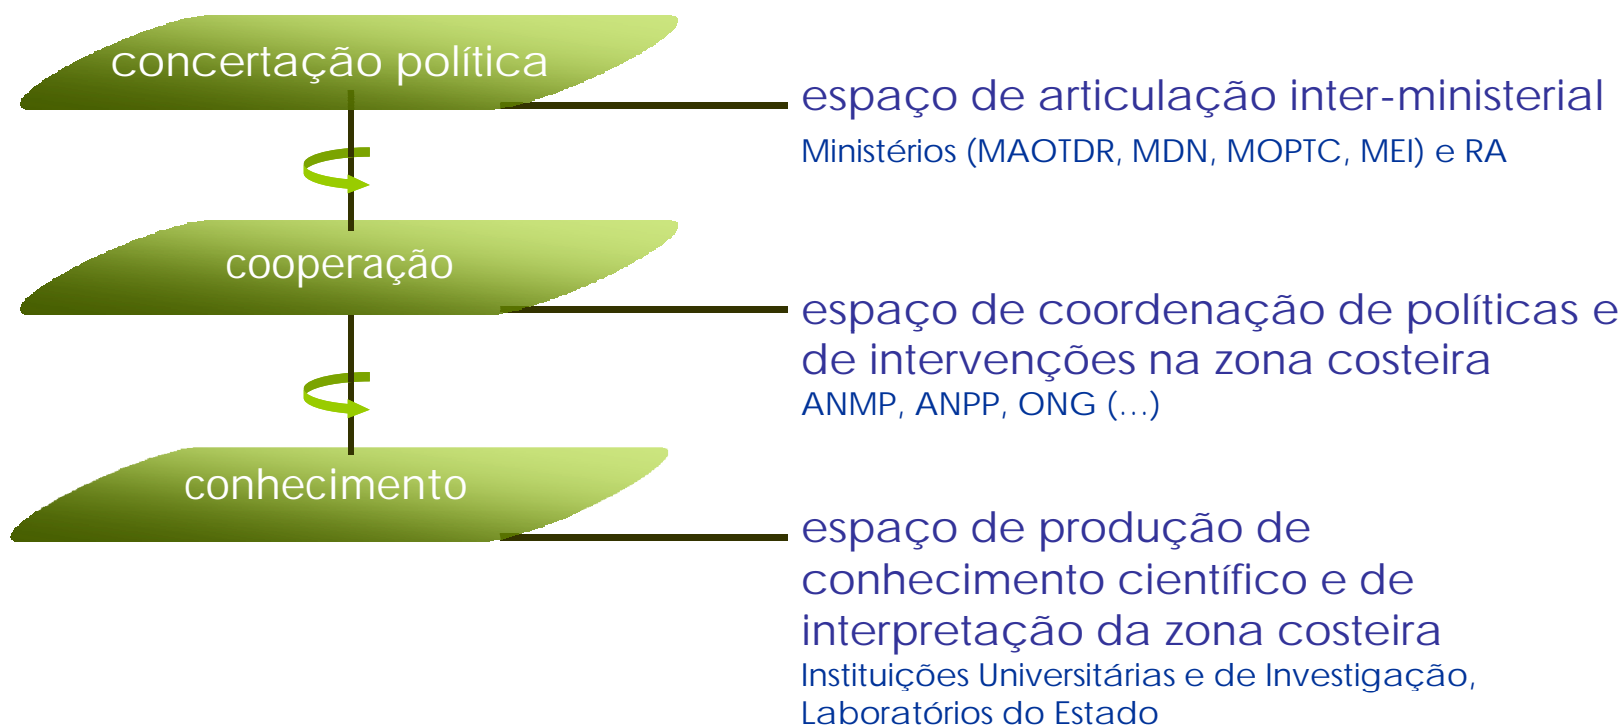 concertação política
espaço de articulação inter-ministerial
Ministérios (MAOTDR, MDN, MOPTC, MEI) e RA
cooperação
espaço de coordenação de políticas e
de intervenções na zona costeira
ANMP, ANPP, ONG (...)
conhecimento
espaço de produção de
conhecimento científico e de
interpretação da zona costeira
Instituições Universitárias e de Investigação,
Laboratórios do Estado